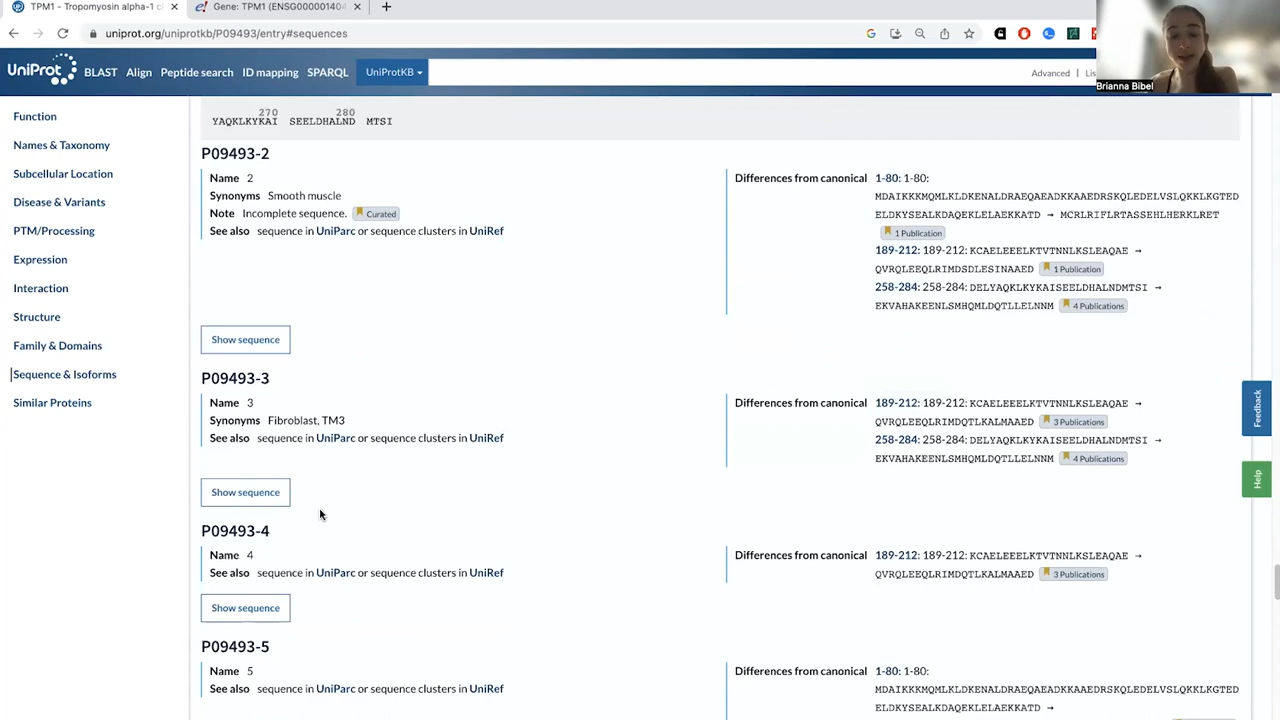 TPM1 - Tropomyosin alpha-1 c
Gene: TPM1 (ENSG00000140
uniprot.org/uniprotkb/P09493/entry#sequences
UniProt
BLAST Align Peptide search ID mapping SPARQL
UniProtKB
Advanced | Lis
Brianna Bibel
Function
Names & Taxonomy
Subcellular Location
Disease & Variants
PTM/Processing
Expression
Interaction
Structure
Family & Domains
Sequence & Isoforms
Similar Proteins
270 280
YAQKLKYKAI SEELDHALND MTSI
P09493-2
Name 2
Synonyms Smooth muscle
Note Incomplete sequence. Curated
See also sequence in UniParc or sequence clusters in UniRef
Differences from canonical 1-80: 1-80:
MDAIKKKMQMLKLDKENALDRAEQAEADKKAAEDRSKQLEDELVSLQKKLKGTED
ELDKYSEALKDAQEKLELAEKKATD → MCRLRIFLRTASSEHLHERKLRET
1 Publication
189-212: 189-212: KCAELEEELKTVTNNLKSLEAQAE →
QVRQLEEQLRIMDSDLESINAAED 1 Publication
258-284: 258-284: DELYAQKLKYKAISEELDHALNDMTSI →
EKVAHAKEENLSMHQMLDQTLLELNNM 4 Publications
Show sequence
P09493-3
Name 3
Synonyms Fibroblast, TM3
See also sequence in UniParc or sequence clusters in UniRef
Differences from canonical 189-212: 189-212: KCAELEEELKTVTNNLKSLEAQAE →
QVRQLEEQLRIMDQTLKALMAAED 3 Publications
258-284: 258-284: DELYAQKLKYKAISEELDHALNDMTSI →
EKVAHAKEENLSMHQMLDQTLLELNNM 4 Publications
Show sequence
P09493-4
Name 4
See also sequence in UniParc or sequence clusters in UniRef
Differences from canonical 189-212: 189-212: KCAELEEELKTVTNNLKSLEAQAE →
QVRQLEEQLRIMDQTLKALMAAED 3 Publications
Show sequence
P09493-5
Name 5
See also sequence in UniParc or sequence clusters in UniRef
Differences from canonical 1-80: 1-80:
MDAIKKKMQMLKLDKENALDRAEQAEADKKAAEDRSKQLEDELVSLQKKLKGTED
ELDKYSEALKDAQEKLELAEKKATD →
Feedback
Help